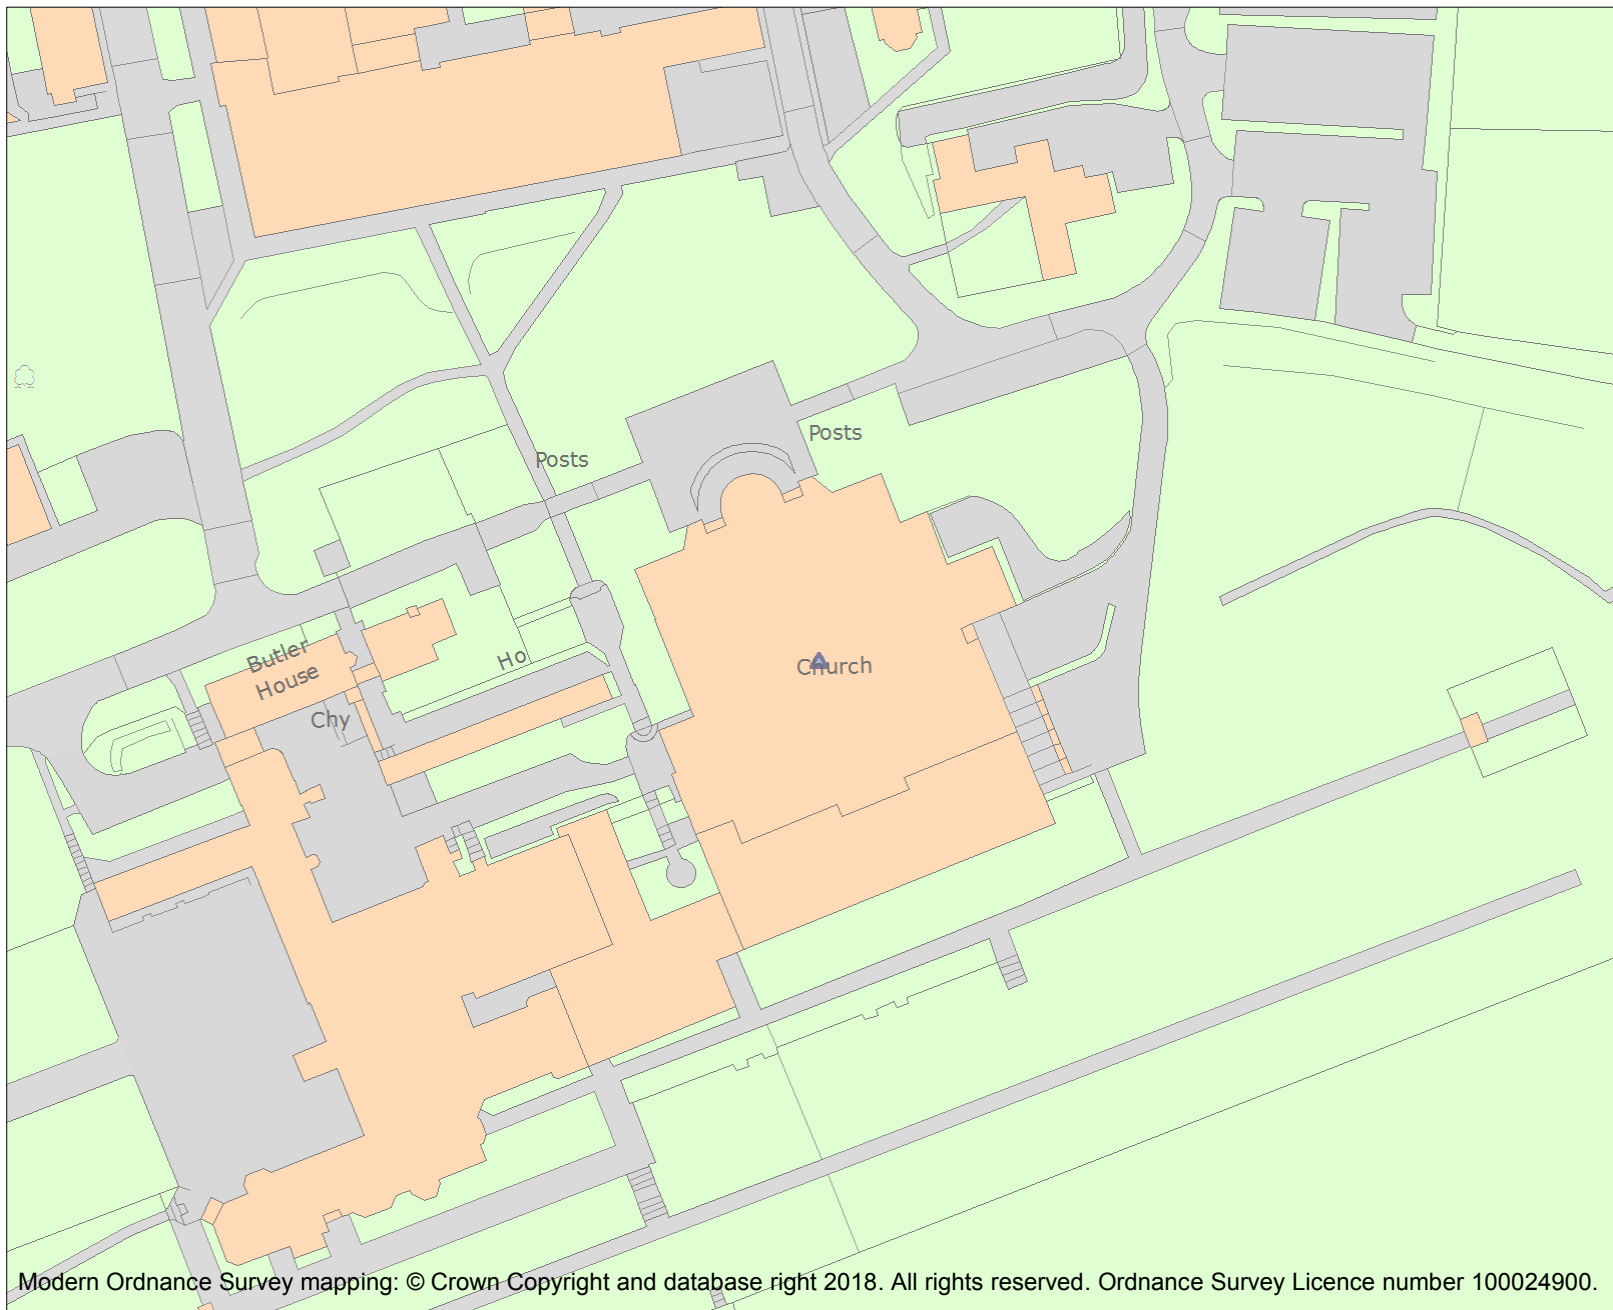 Posts
Posts
Butler
House
Ho
Church
Chy
Modern Ordnance Survey mapping: © Crown Copyright and database right 2018. All rights reserved. Ordnance Survey Licence number 100024900.